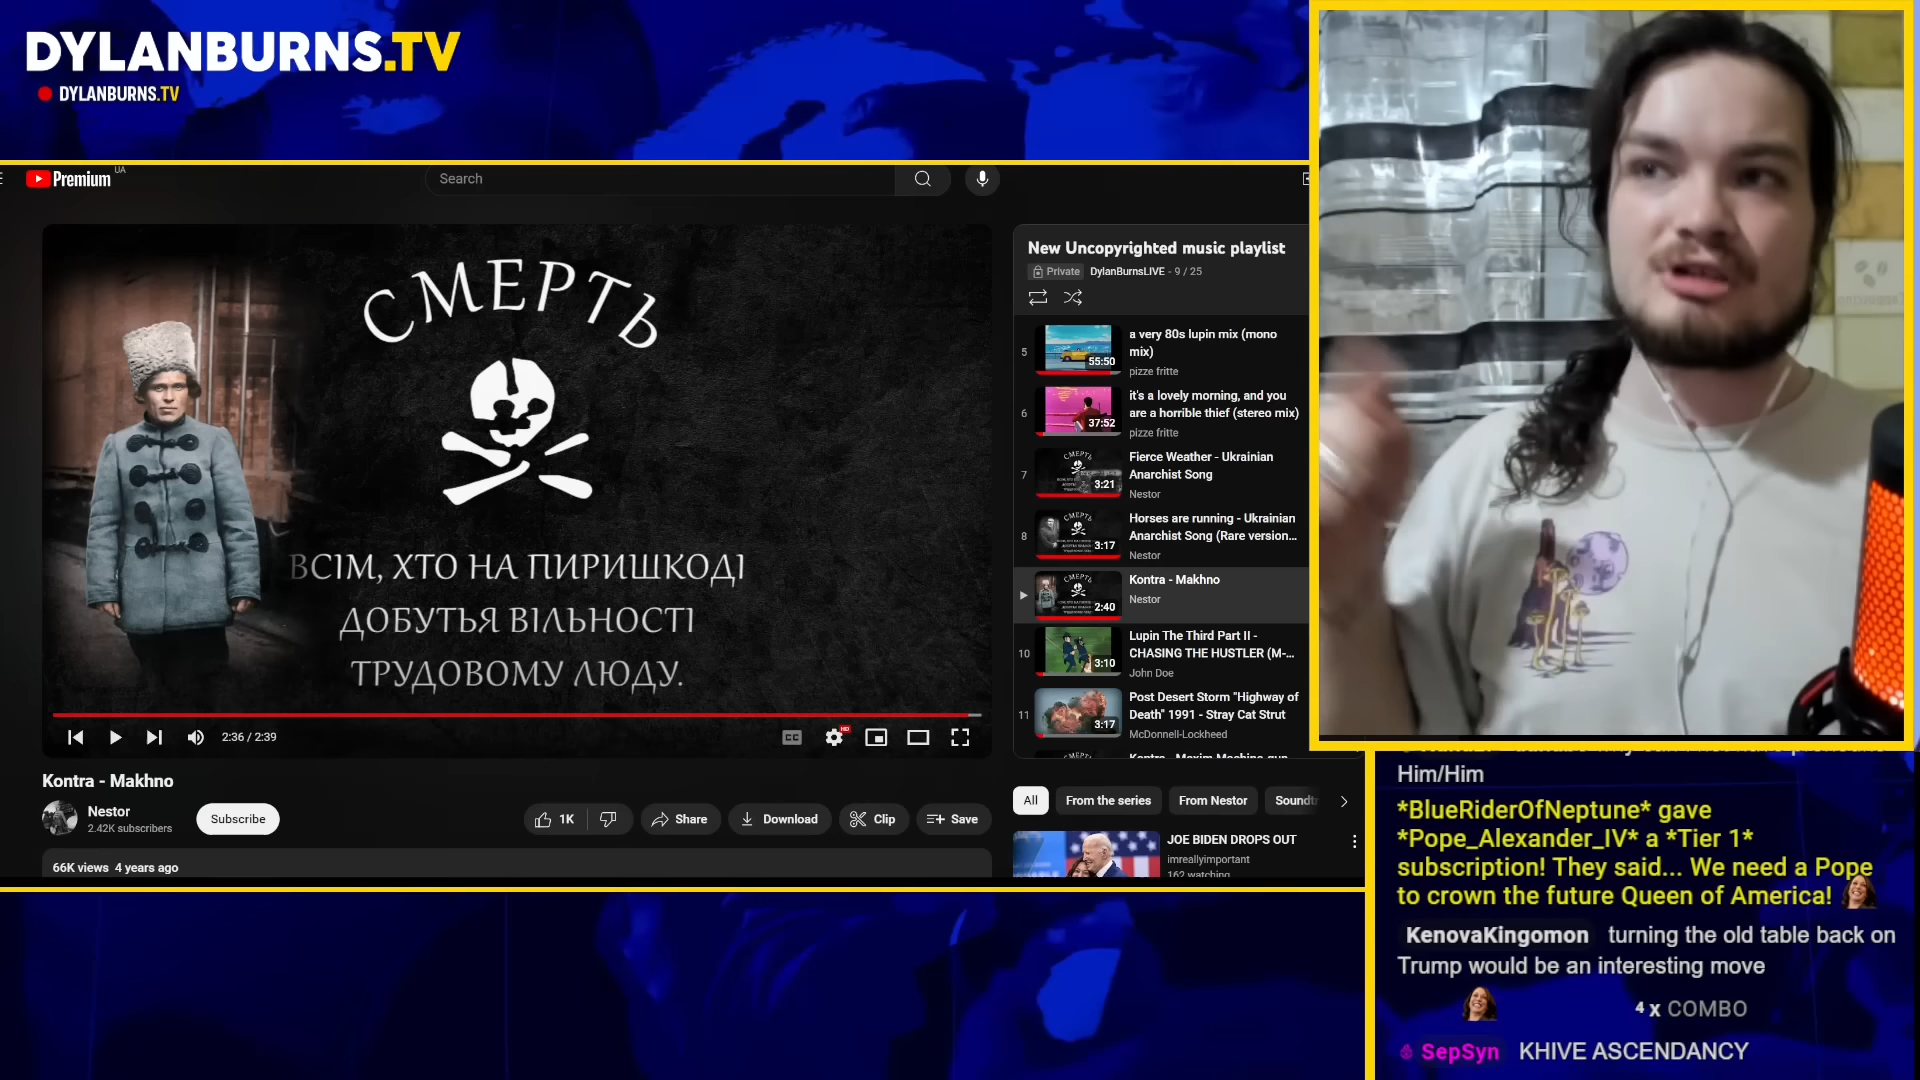 DYLANBURNS.TV
DYLANBURNS.TV
Premium
UA
Search
СМЕРТЬ
ВСІМ, ХТО НА ПИРИШКОДІ
ДОБУТЬЯ ВІЛЬНОСТІ
ТРУДОВОМУ ЛЮДУ.
2:36 / 2:39
CC
HD
Kontra - Makhno
Nestor
2.42K subscribers
Subscribe
1K
Share
Download
Clip
Save
66K views 4 years ago
New Uncopyrighted music playlist
Private
DylanBurnsLIVE - 9 / 25
5
55:50
a very 80s lupin mix (mono
mix)
pizze fritte
6
37:52
it's a lovely morning, and you
are a horrible thief (stereo mix)
pizze fritte
7
СМЕРТЬ
3:21
Fierce Weather - Ukrainian
Anarchist Song
Nestor
8
СМЕРТЬ
3:17
Horses are running - Ukrainian
Anarchist Song (Rare version...
Nestor
СМЕРТЬ
2:40
Kontra - Makhno
Nestor
10
3:10
Lupin The Third Part II -
CHASING THE HUSTLER (M-...
John Doe
11
3:17
Post Desert Storm "Highway of
Death" 1991 - Stray Cat Strut
McDonnell-Lockheed
All
From the series
From Nestor
Soundtr
JOE BIDEN DROPS OUT
imreallyimportant
162 watching
Him/Him
*BlueRiderOfNeptune* gave
*Pope_Alexander_IV* a *Tier 1*
subscription! They said... We need a Pope
to crown the future Queen of America!
KenovaKingomon turning the old table back on
Trump would be an interesting move
4 x COMBO
SepSyn KHIVE ASCENDANCY